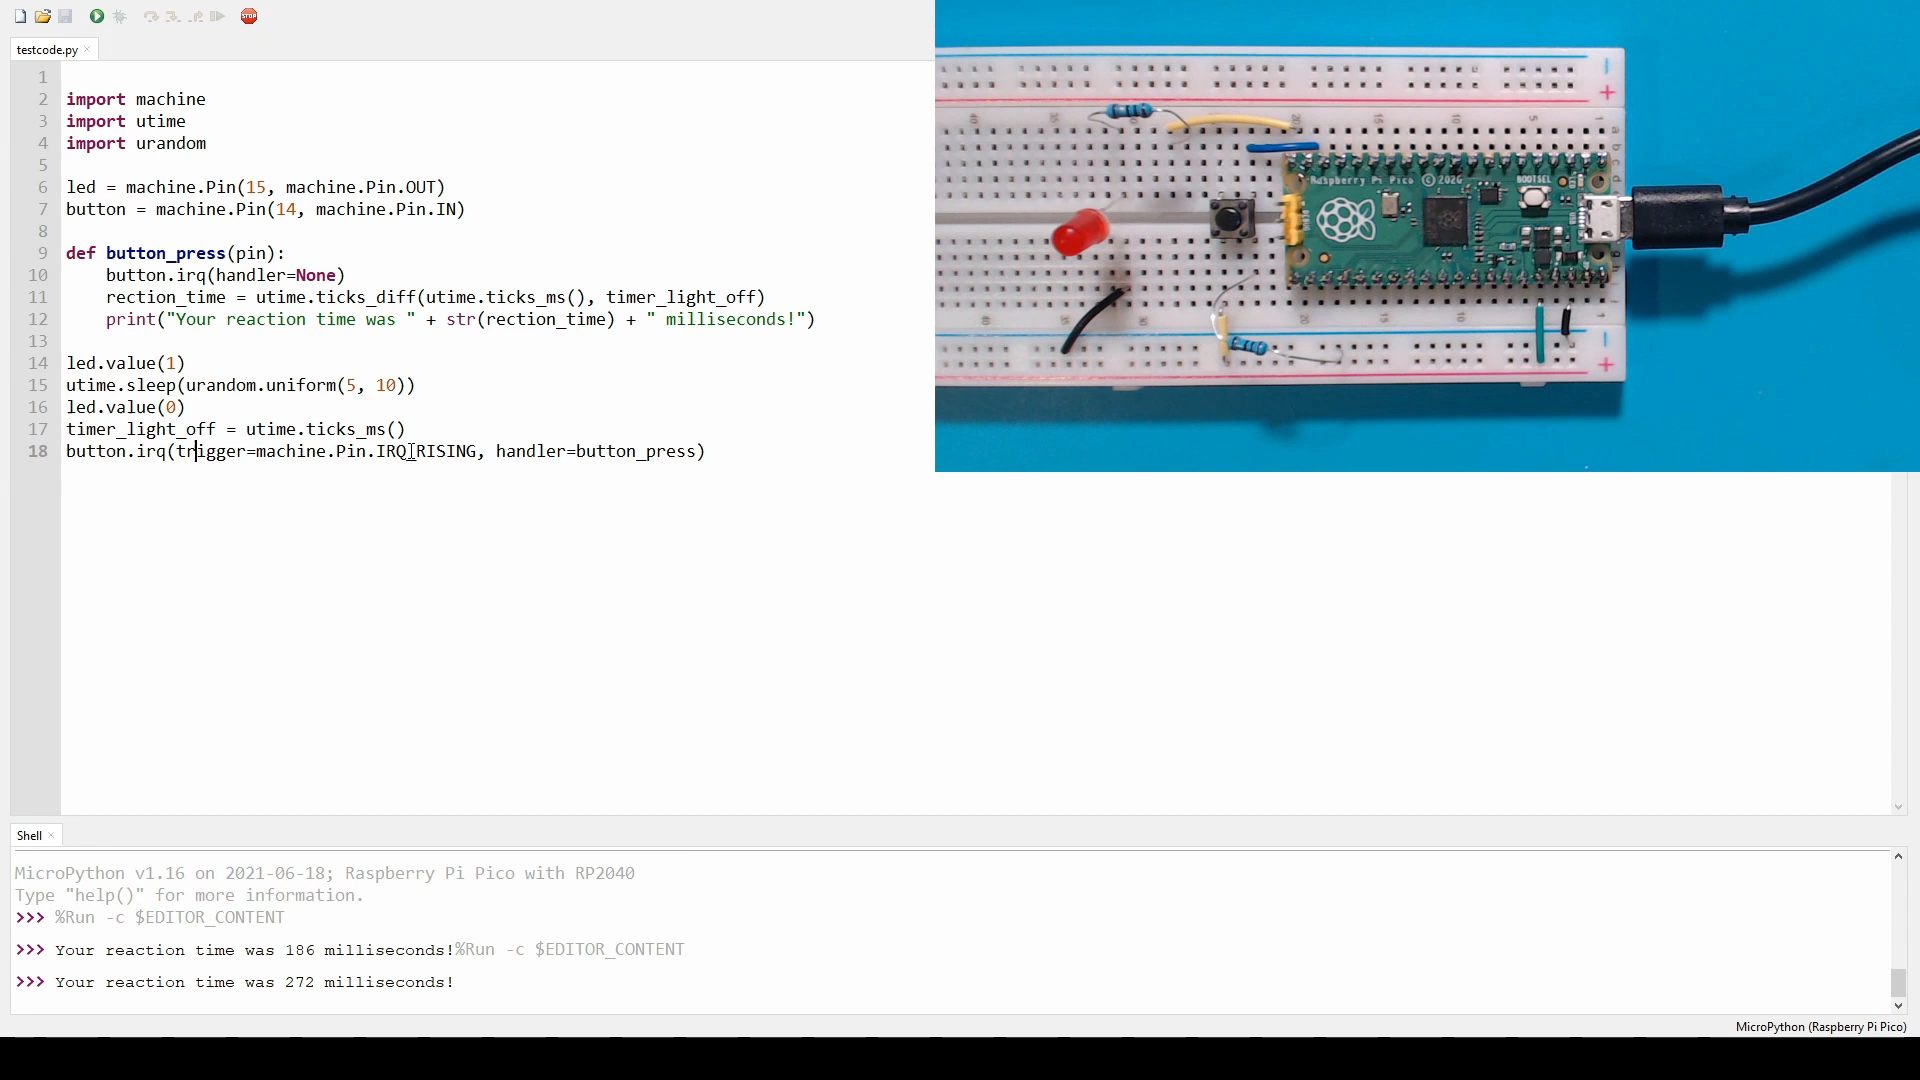 STOP
testcode.py
1
2 import machine
3 import utime
4 import urandom
5
6 led = machine.Pin(15, machine.Pin.OUT)
7 button = machine.Pin(14, machine.Pin.IN)
8
9 def button_press(pin):
10 button.irq(handler=None)
11 rection_time = utime.ticks_diff(utime.ticks_ms(), timer_light_off)
12 print("Your reaction time was " + str(rection_time) + " milliseconds!")
13
14 led.value(1)
15 utime.sleep(urandom.uniform(5, 10))
16 led.value(0)
17 timer_light_off = utime.ticks_ms()
18 button.irq(trigger=machine.Pin.IRQ_RISING, handler=button_press)
Raspberry Pi Pico © 2020
BOOTSEL
Shell
MicroPython v1.16 on 2021-06-18; Raspberry Pi Pico with RP2040
Type "help()" for more information.
>>> %Run -c $EDITOR_CONTENT
>>> Your reaction time was 186 milliseconds!%Run -c $EDITOR_CONTENT
>>> Your reaction time was 272 milliseconds!
MicroPython (Raspberry Pi Pico)